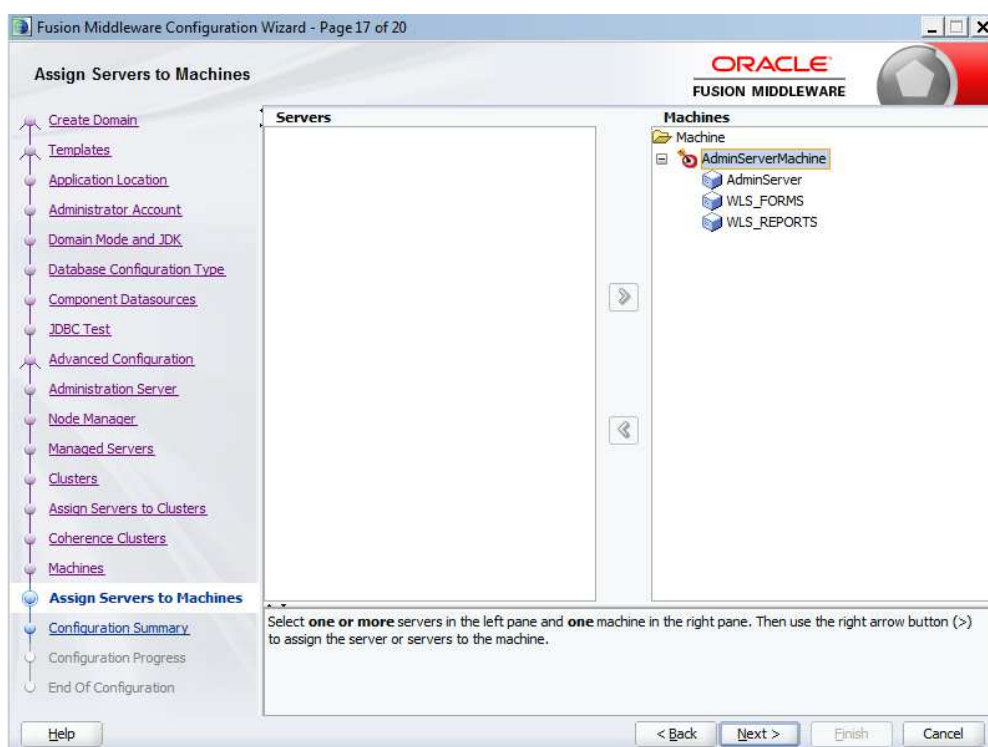 Fusion Middleware Configuration Wizard - Page 17 of 20
Assign Servers to Machines
ORACLE
FUSION MIDDLEWARE
Create Domain
Templates
Application Location
Administrator Account
Domain Mode and JDK
Database Configuration Type
Component Datasources
JDBC Test
Advanced Configuration
Administration Server
Node Manager
Managed Servers
Clusters
Assign Servers to Clusters
Coherence Clusters
Machines
Assign Servers to Machines
Configuration Summary
Configuration Progress
End Of Configuration
Servers
Machines
Machine
AdminServerMachine
AdminServer
WLS_FORMS
WLS_REPORTS
Select one or more servers in the left pane and one machine in the right pane. Then use the right arrow button (>)
to assign the server or servers to the machine.
Help
< Back
Next >
Finish
Cancel